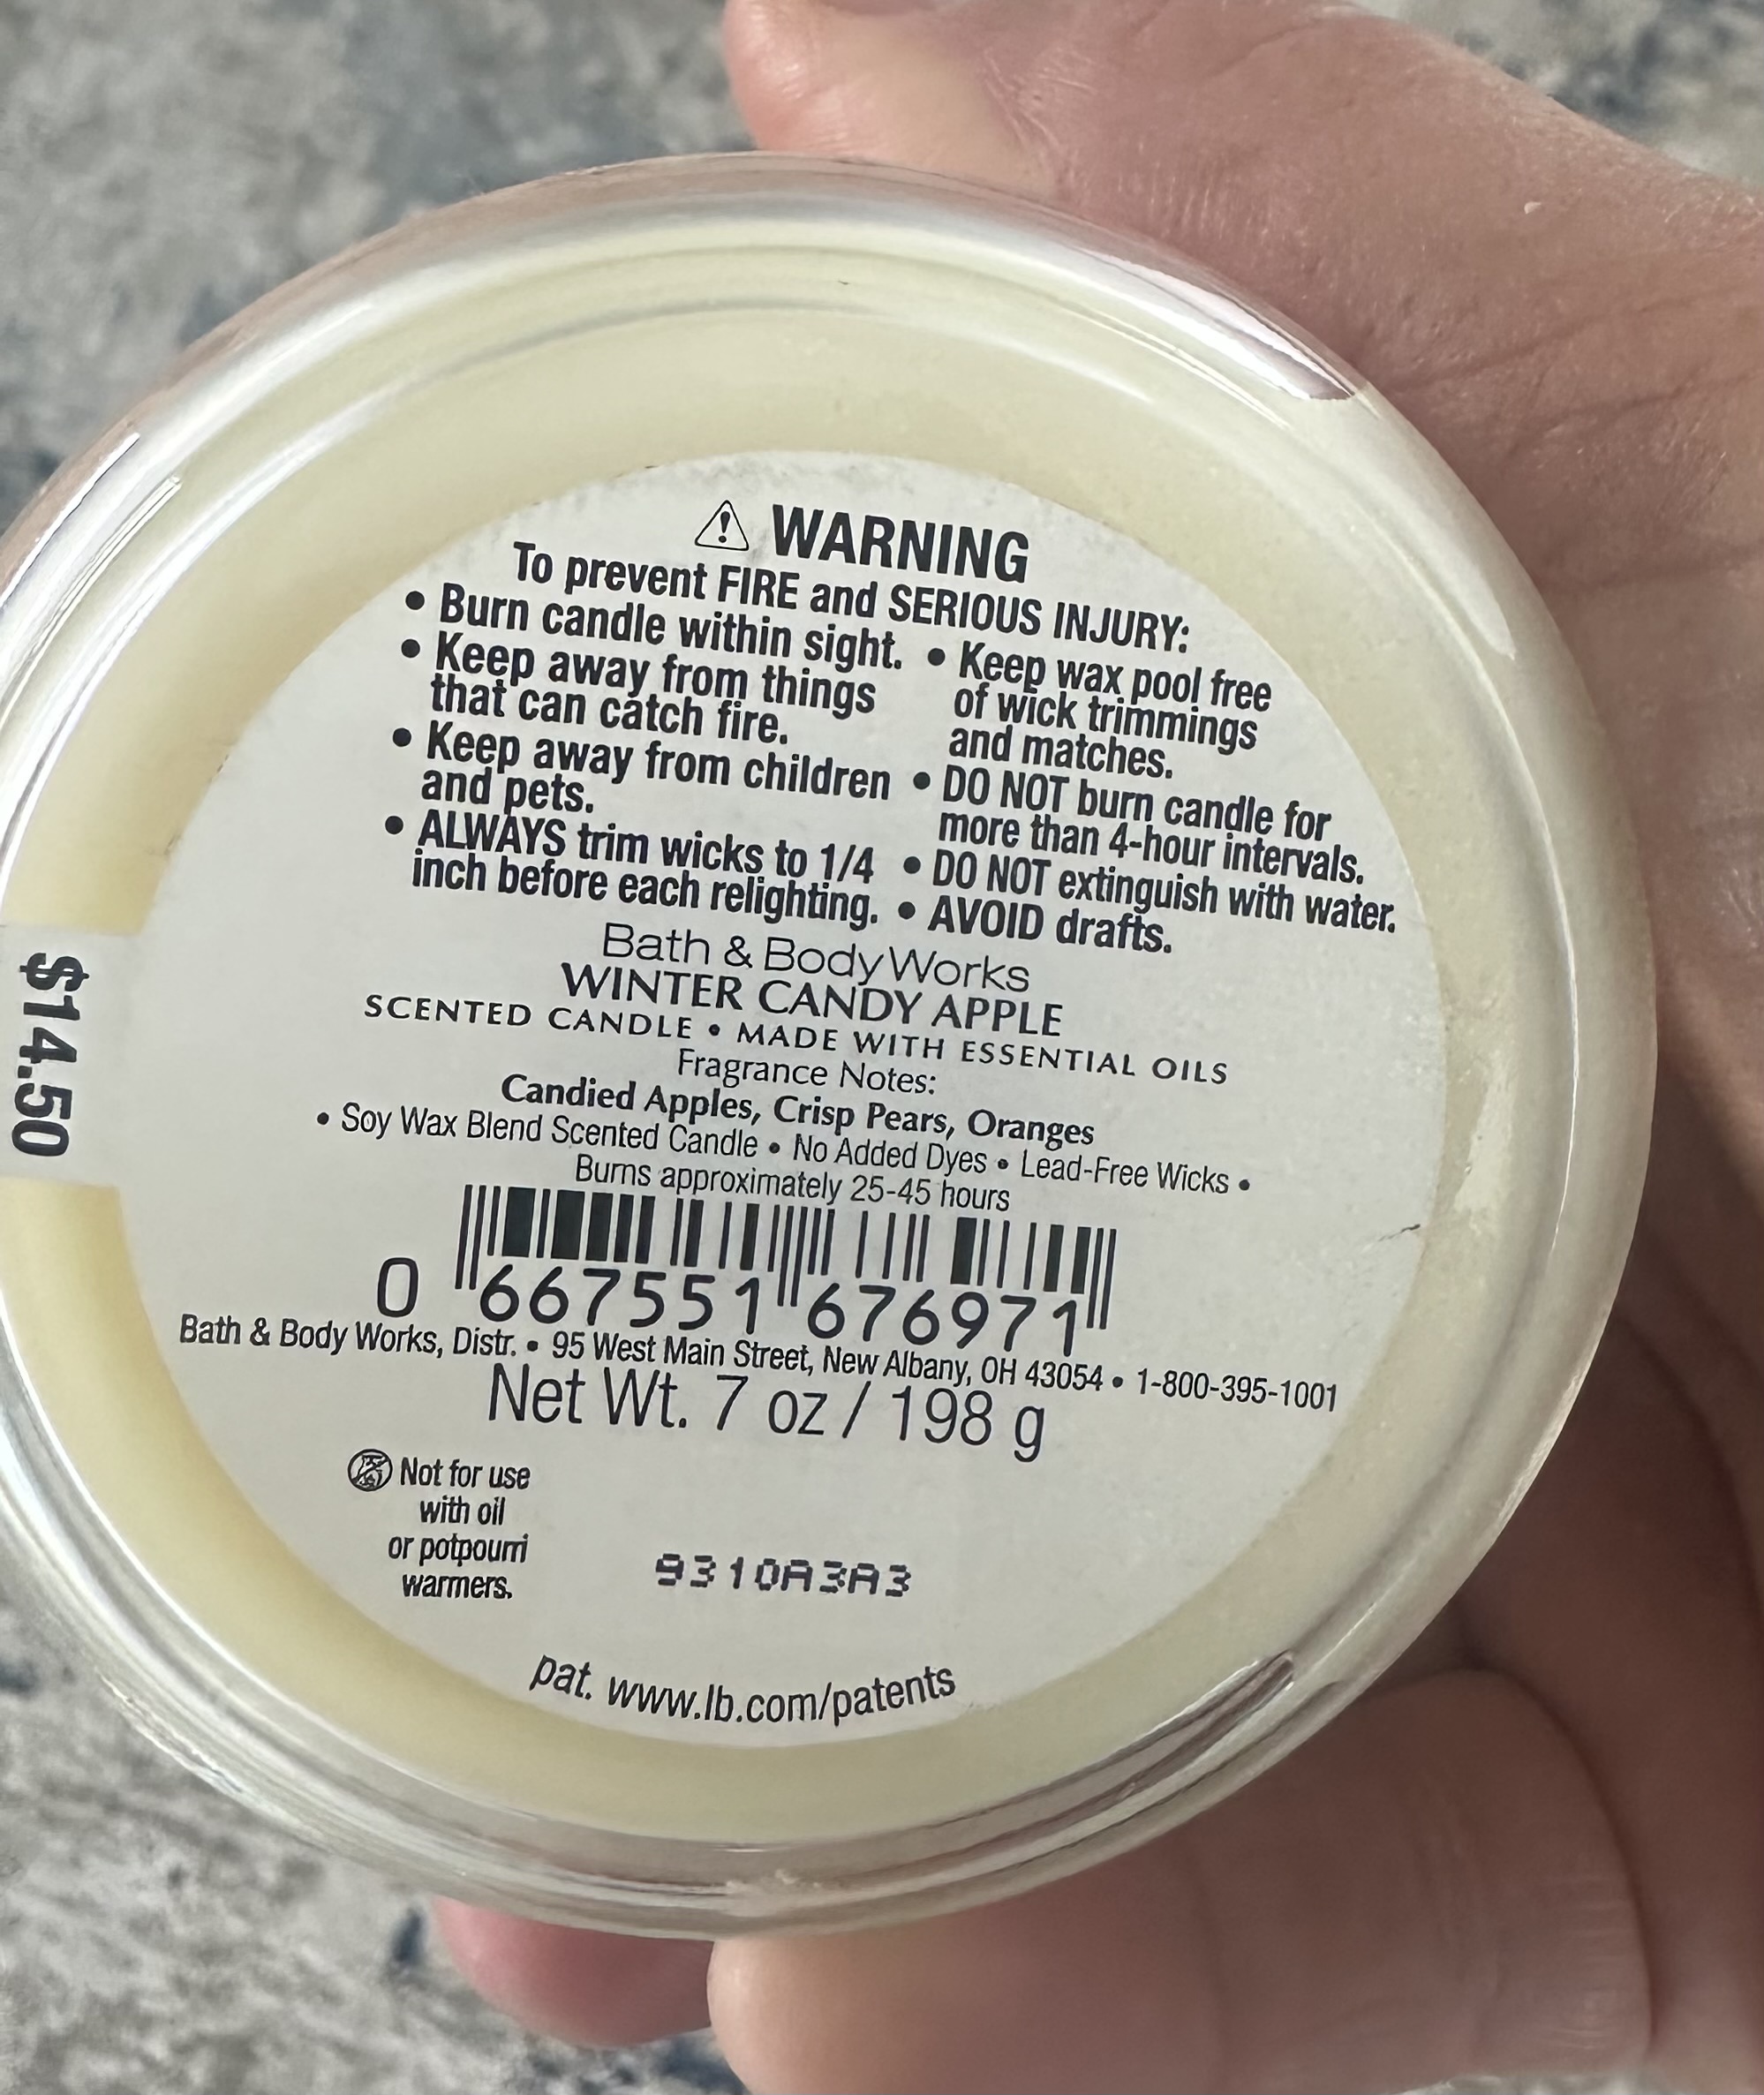 WARNING
To prevent FIRE and SERIOUS INJURY:
• Burn candle within sight.
• Keep away from things
that can catch fire.
• Keep away from children
and pets.
• ALWAYS trim wicks to 1/4
inch before each relighting.
• Keep wax pool free
of wick trimmings
and matches.
• DO NOT burn candle for
more than 4-hour intervals.
• DO NOT extinguish with water.
• AVOID drafts.
Bath & Body Works
WINTER CANDY APPLE
SCENTED CANDLE • MADE WITH ESSENTIAL OILS
Fragrance Notes:
Candied Apples, Crisp Pears, Oranges
• Soy Wax Blend Scented Candle • No Added Dyes • Lead-Free Wicks •
Burns approximately 25-45 hours
0 667551 676971
Bath & Body Works, Distr. • 95 West Main Street, New Albany, OH 43054 • 1-800-395-1001
Net Wt. 7 oz / 198 g
Not for use
with oil
or potpourri
warmers.
9310A3A3
pat. www.lb.com/patents
$14.50